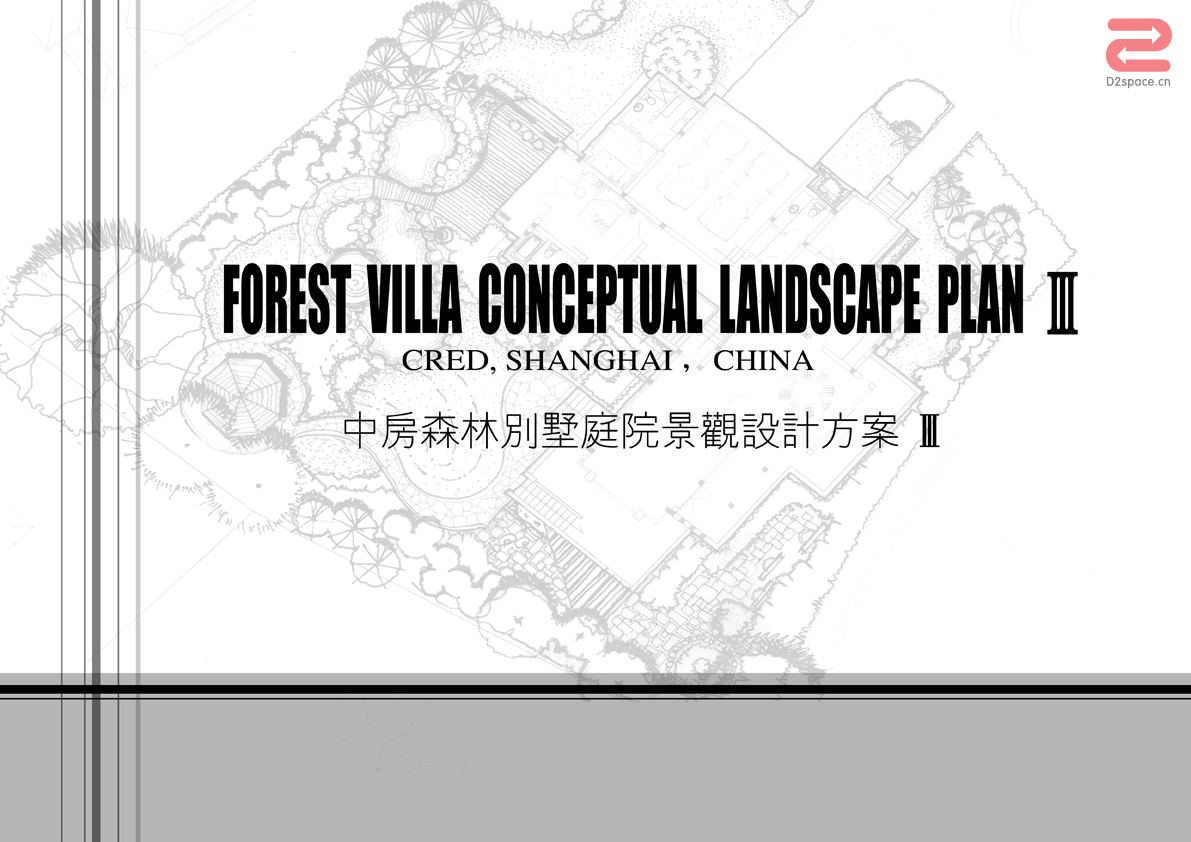 D2space.cn
FOREST VILLA CONCEPTUAL LANDSCAPE PLAN Ⅲ
CRED, SHANGHAI , CHINA
中房森林別墅庭院景觀設計方案 Ⅲ